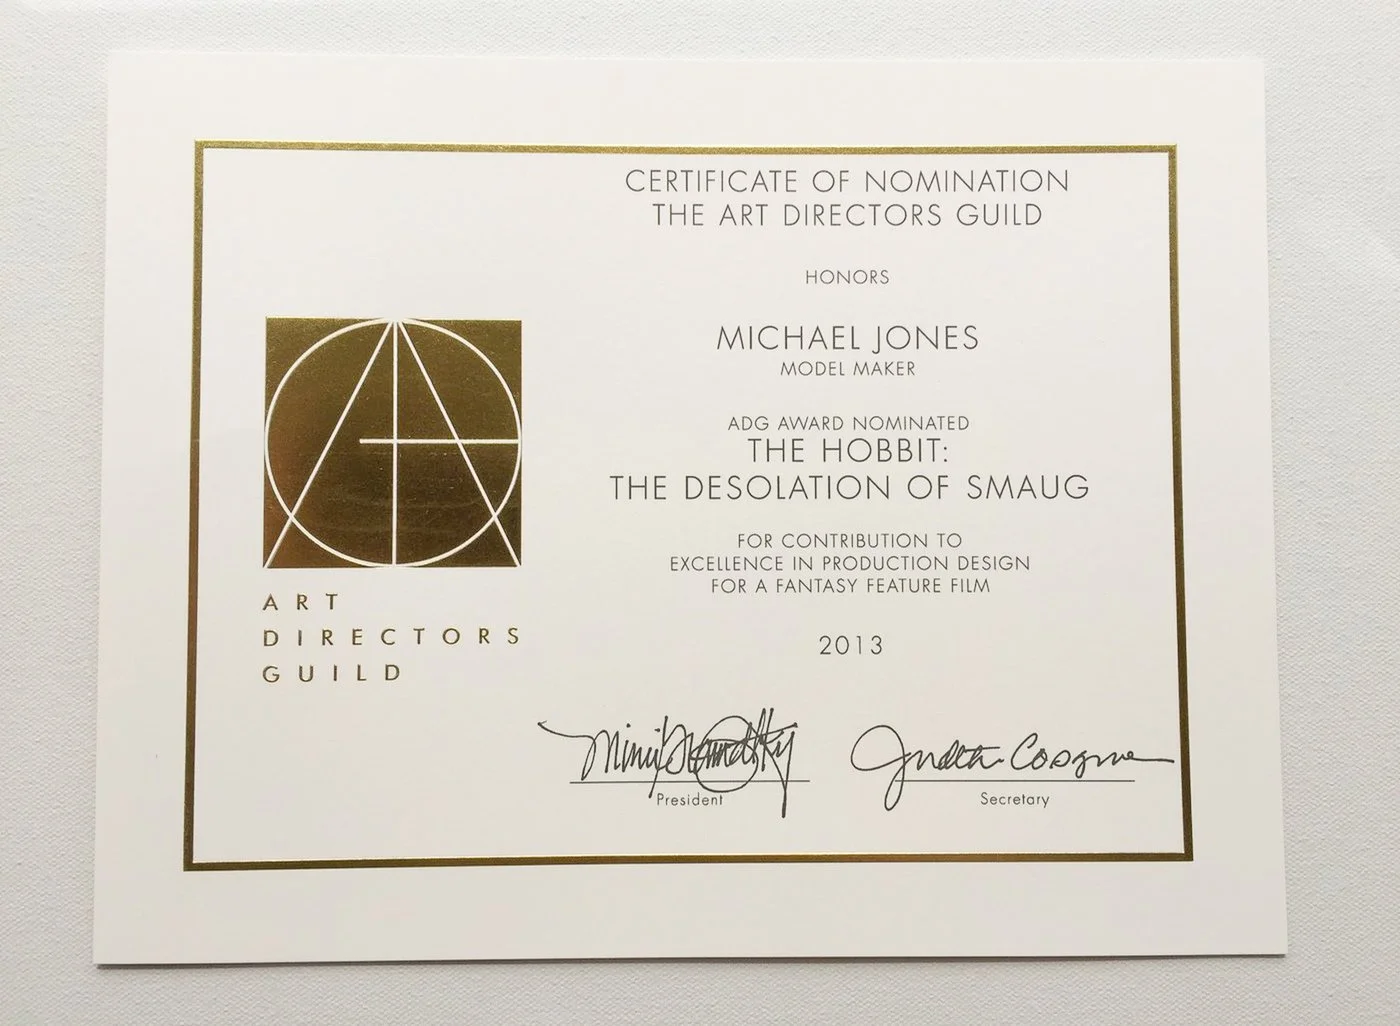 CERTIFICATE OF NOMINATION
THE ART DIRECTORS GUILD
HONORS
MICHAEL JONES
MODEL MAKER
ADG AWARD NOMINATED
THE HOBBIT:
THE DESOLATION OF SMAUG
FOR CONTRIBUTION TO
EXCELLENCE IN PRODUCTION DESIGN
FOR A FANTASY FEATURE FILM
2013
ART
DIRECTORS
GUILD
Judith Cosgrove
President
Secretary